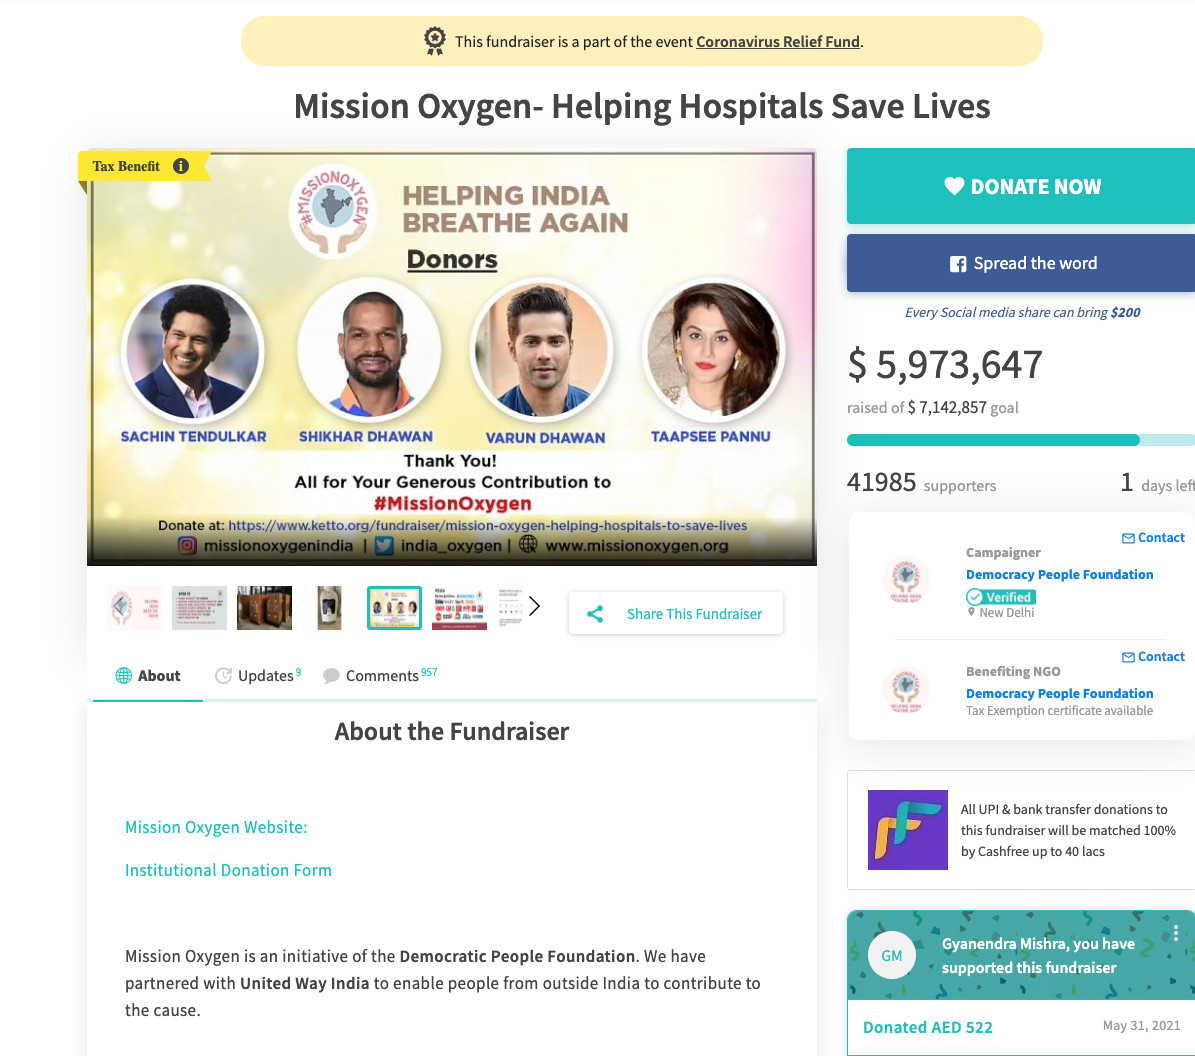 This fundraiser is a part of the event Coronavirus Relief Fund.
Mission Oxygen- Helping Hospitals Save Lives
Tax Benefit
#MISSIONOXYGEN
HELPING INDIA
BREATHE AGAIN
Donors
SACHIN TENDULKAR SHIKHAR DHAWAN VARUN DHAWAN TAAPSEE PANNU
Thank You!
All for Your Generous Contribution to
#MissionOxygen
Donate at: https://www.ketto.org/fundraiser/mission-oxygen-helping-hospitals-to-save-lives
missionoxygenindia | india_oxygen | www.missionoxygen.org
Share This Fundraiser
About Updates 9 Comments 957
About the Fundraiser
Mission Oxygen Website:
Institutional Donation Form
Mission Oxygen is an initiative of the Democratic People Foundation. We have
partnered with United Way India to enable people from outside India to contribute to
the cause.
DONATE NOW
Spread the word
Every Social media share can bring $200
$ 5,973,647
raised of $ 7,142,857 goal
41985 supporters 1 days left
Contact
Campaigner
Democracy People Foundation
Verified
New Delhi
Contact
Benefiting NGO
Democracy People Foundation
Tax Exemption certificate available
All UPI & bank transfer donations to
this fundraiser will be matched 100%
by Cashfree up to 40 lacs
GM
Gyanendra Mishra, you have
supported this fundraiser
Donated AED 522 May 31, 2021